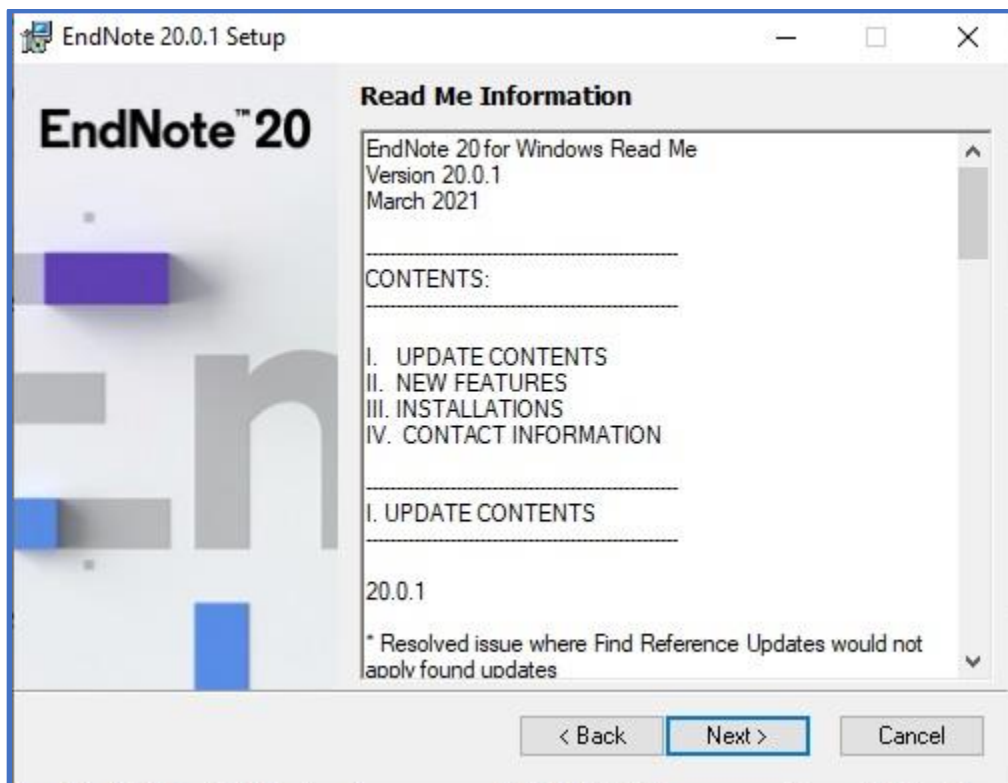 EndNote 20.0.1 Setup
EndNote™20
Read Me Information
EndNote 20 for Windows Read Me
Version 20.0.1
March 2021
------------------------------------------------------------
CONTENTS:
------------------------------------------------------------
I. UPDATE CONTENTS
II. NEW FEATURES
III. INSTALLATIONS
IV. CONTACT INFORMATION
------------------------------------------------------------
I. UPDATE CONTENTS
------------------------------------------------------------
20.0.1
* Resolved issue where Find Reference Updates would not
apply found updates
< Back
Next >
Cancel